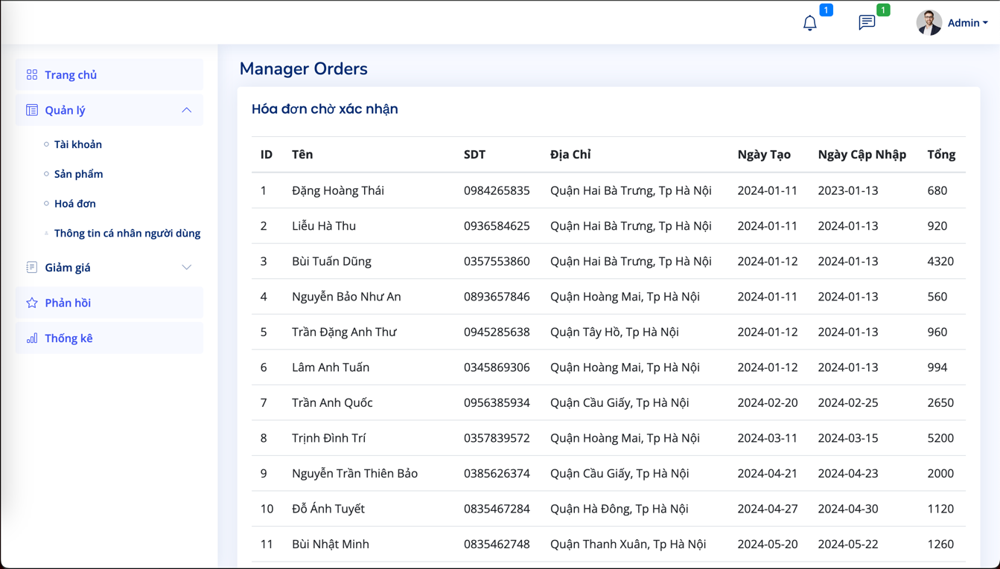 1
1
Admin
Trang chủ
Quản lý
Tài khoản
Sản phẩm
Hoá đơn
Thông tin cá nhân người dùng
Giảm giá
Phản hồi
Thống kê
Manager Orders
Hóa đơn chờ xác nhận
ID Tên SDT Địa Chỉ Ngày Tạo Ngày Cập Nhập Tổng
1 Đặng Hoàng Thái 0984265835 Quận Hai Bà Trưng, Tp Hà Nội 2024-01-11 2023-01-13 680
2 Liễu Hà Thu 0936584625 Quận Hai Bà Trưng, Tp Hà Nội 2024-01-11 2024-01-13 920
3 Bùi Tuấn Dũng 0357553860 Quận Hai Bà Trưng, Tp Hà Nội 2024-01-12 2024-01-13 4320
4 Nguyễn Bảo Như An 0893657846 Quận Hoàng Mai, Tp Hà Nội 2024-01-11 2024-01-13 560
5 Trần Đặng Anh Thư 0945285638 Quận Tây Hồ, Tp Hà Nội 2024-01-12 2024-01-13 960
6 Lâm Anh Tuấn 0345869306 Quận Hoàng Mai, Tp Hà Nội 2024-01-12 2024-01-13 994
7 Trần Anh Quốc 0956385934 Quận Cầu Giấy, Tp Hà Nội 2024-02-20 2024-02-25 2650
8 Trịnh Đình Trí 0357839572 Quận Hoàng Mai, Tp Hà Nội 2024-03-11 2024-03-15 5200
9 Nguyễn Trần Thiên Bảo 0385626374 Quận Cầu Giấy, Tp Hà Nội 2024-04-21 2024-04-23 2000
10 Đỗ Ánh Tuyết 0835467284 Quận Hà Đông, Tp Hà Nội 2024-04-27 2024-04-30 1120
11 Bùi Nhật Minh 0835462748 Quận Thanh Xuân, Tp Hà Nội 2024-05-20 2024-05-22 1260